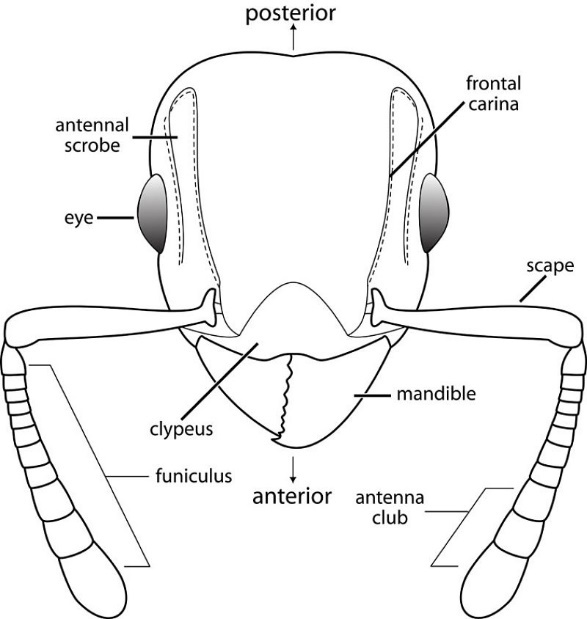 posterior
frontal
carina
antennal
scrobe
eye
scape
mandible
clypeus
funiculus
anterior
antenna
club